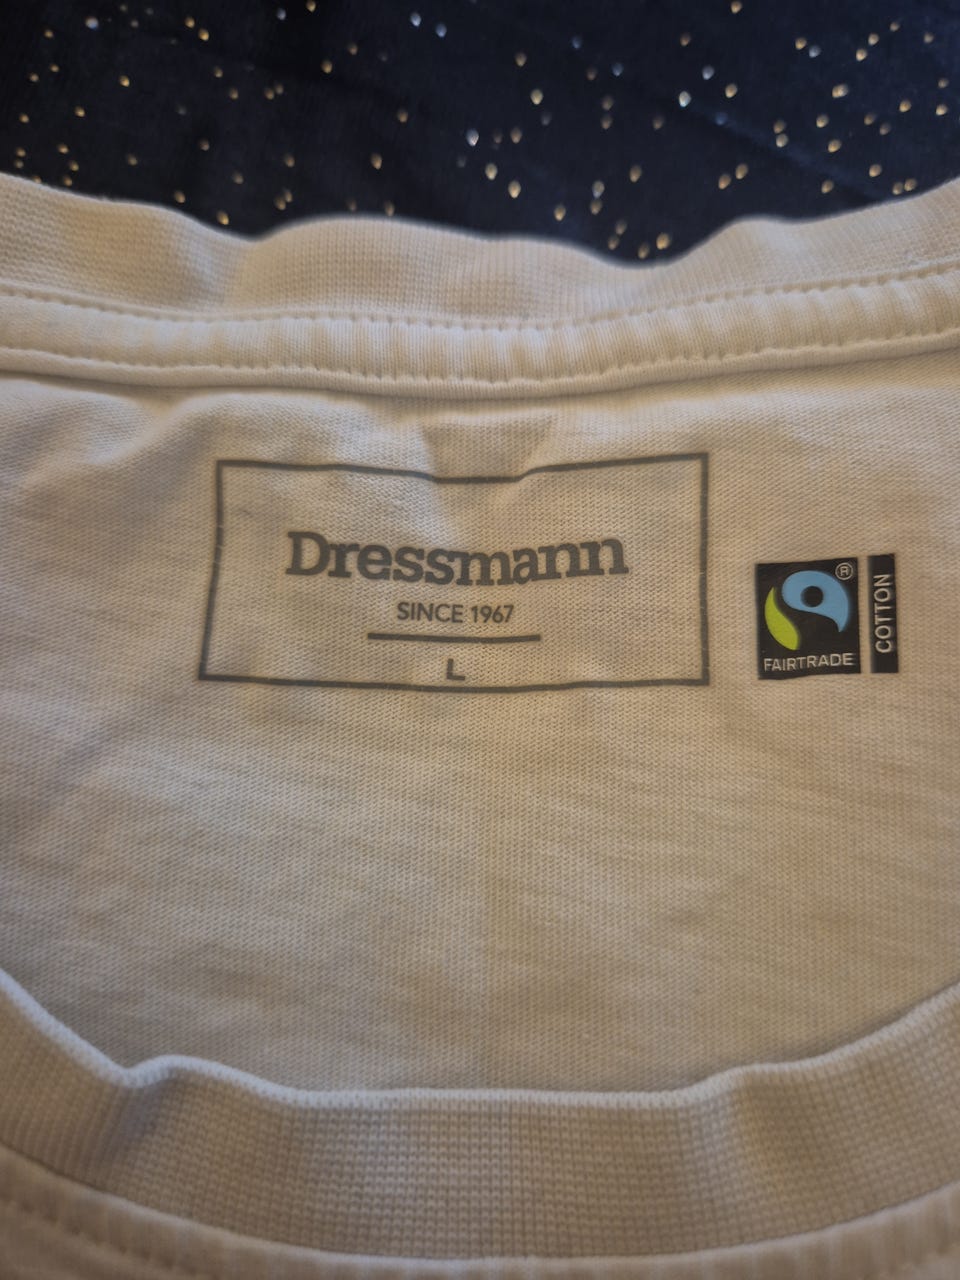 Dressmann
SINCE 1967
L
®
FAIRTRADE
COTTON